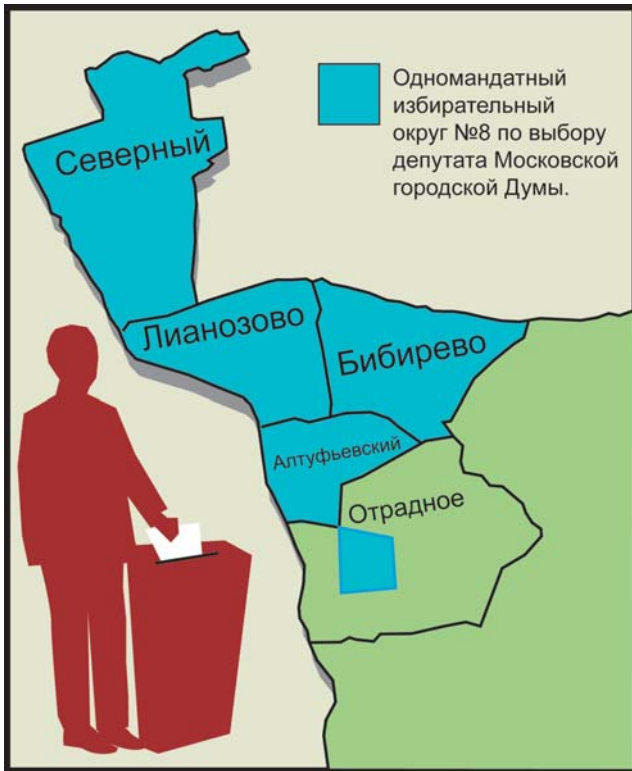 Одномандатный
избирательный
округ №8 по выбору
депутата Московской
городской Думы.
Северный
Лианозово
Бибирево
Алтуфьевский
Отрадное